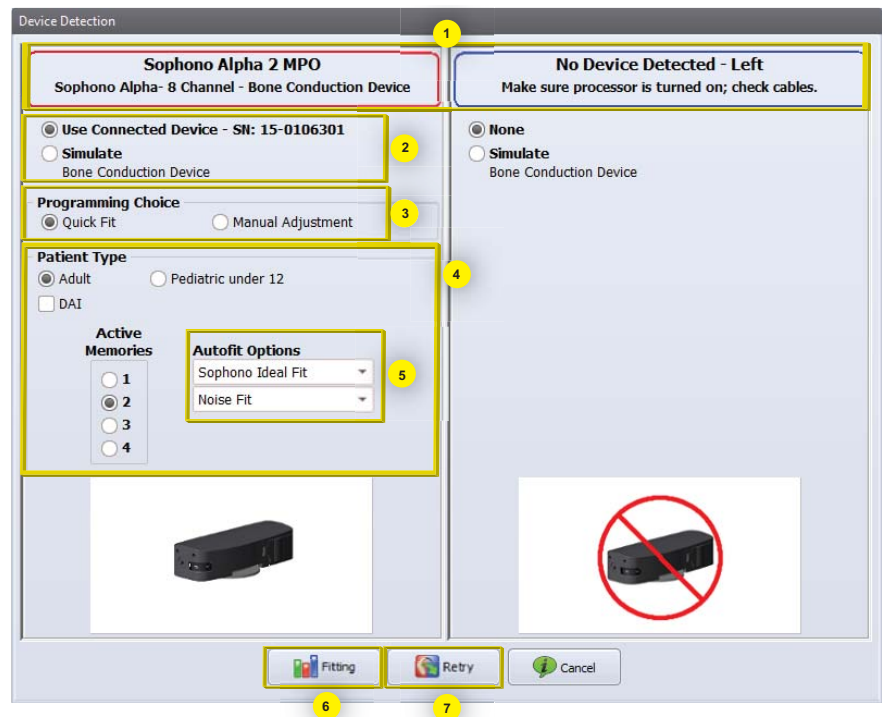 Device Detection
1
Sophono Alpha 2 MPO
Sophono Alpha- 8 Channel - Bone Conduction Device
No Device Detected - Left
Make sure processor is turned on; check cables.
Use Connected Device - SN: 15-0106301
Simulate
Bone Conduction Device
2
None
Simulate
Bone Conduction Device
Programming Choice
Quick Fit
Manual Adjustment
3
Patient Type
Adult
Pediatric under 12
4
DAI
Active
Memories
1
2
3
4
Autofit Options
Sophono Ideal Fit
Noise Fit
5
Fitting
Retry
Cancel
6
7